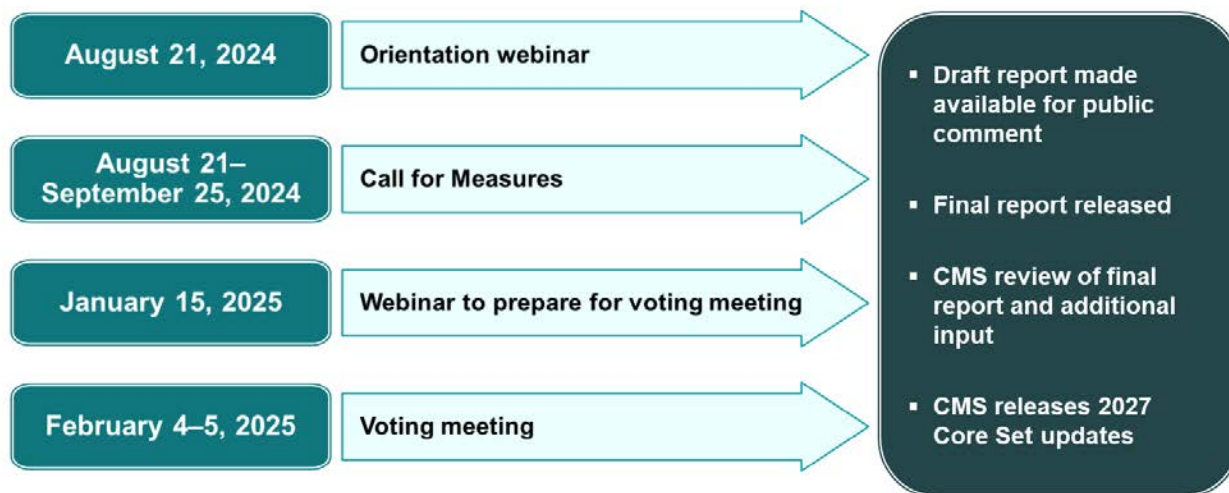 August 21, 2024
Orientation webinar
August 21–
September 25, 2024
Call for Measures
January 15, 2025
Webinar to prepare for voting meeting
February 4–5, 2025
Voting meeting
▪ Draft report made
available for public
comment
▪ Final report released
▪ CMS review of final
report and additional
input
▪ CMS releases 2027
Core Set updates